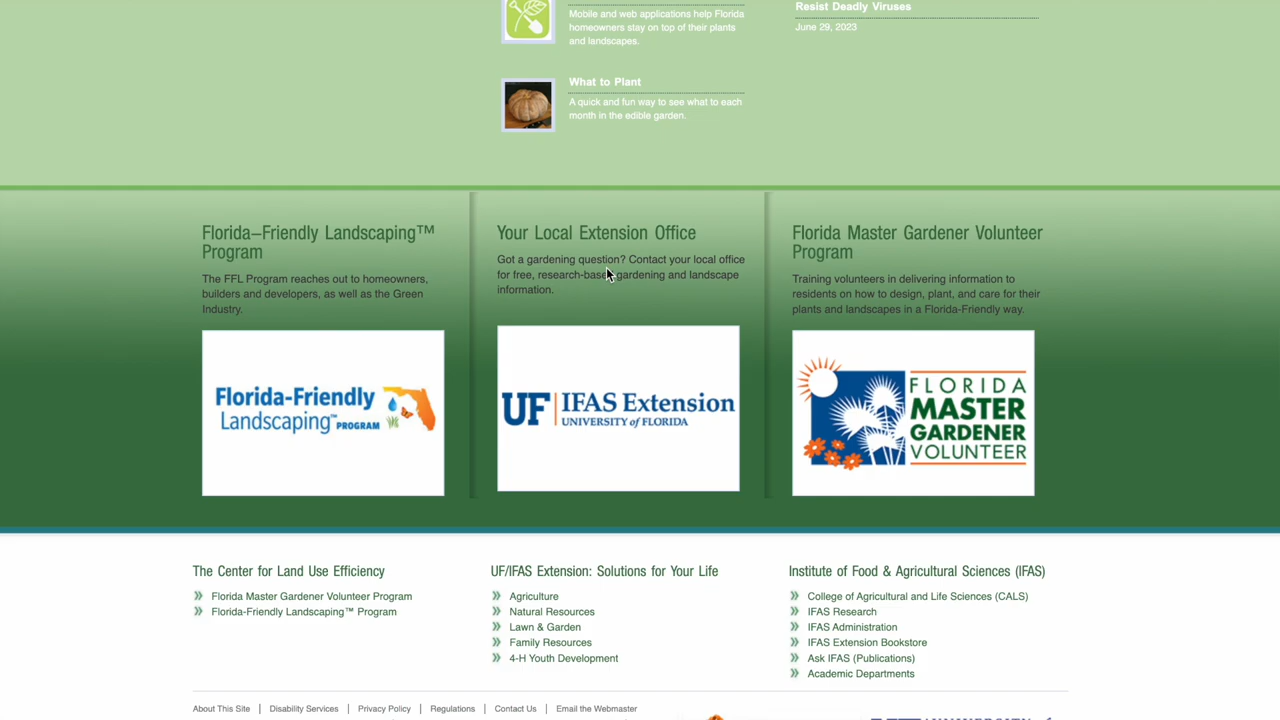 Mobile and web applications help Florida
homeowners stay on top of their plants
and landscapes.
What to Plant
A quick and fun way to see what to each
month in the edible garden.
Resist Deadly Viruses
June 29, 2023
Florida–Friendly Landscaping™
Program
The FFL Program reaches out to homeowners,
builders and developers, as well as the Green
Industry.
Florida-Friendly
Landscaping™ PROGRAM
Your Local Extension Office
Got a gardening question? Contact your local office
for free, research-based gardening and landscape
information.
UF IFAS Extension
UNIVERSITY of FLORIDA
Florida Master Gardener Volunteer
Program
Training volunteers in delivering information to
residents on how to design, plant, and care for their
plants and landscapes in a Florida-Friendly way.
FLORIDA
MASTER
GARDENER
VOLUNTEER
The Center for Land Use Efficiency
Florida Master Gardener Volunteer Program
Florida-Friendly Landscaping™ Program
UF/IFAS Extension: Solutions for Your Life
Agriculture
Natural Resources
Lawn & Garden
Family Resources
4-H Youth Development
Institute of Food & Agricultural Sciences (IFAS)
College of Agricultural and Life Sciences (CALS)
IFAS Research
IFAS Administration
IFAS Extension Bookstore
Ask IFAS (Publications)
Academic Departments
About This Site | Disability Services | Privacy Policy | Regulations | Contact Us | Email the Webmaster